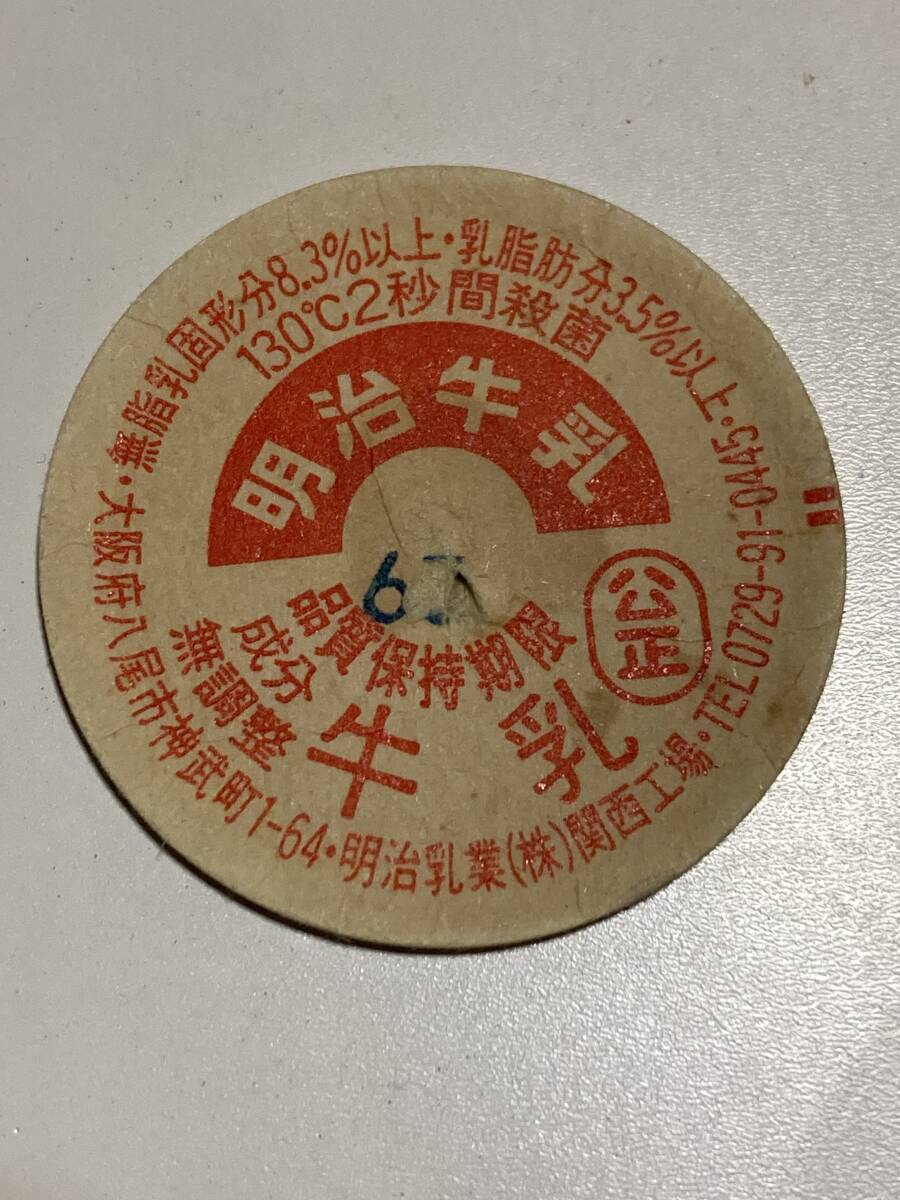 無脂乳固形分8.3%以上・乳脂肪分3.5%以上・
130℃2秒間殺菌
明治牛乳
6
品質保持期限
公正
成分
無調整
牛乳
大阪府八尾市神武町1-64・明治乳業(株)関西工場・TEL0729-91-0445